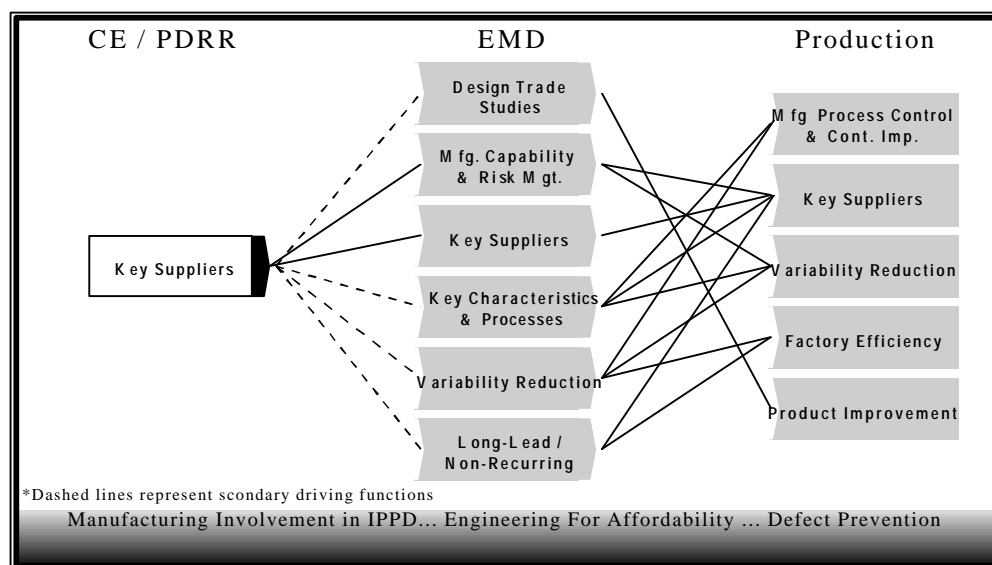 CE / PDRR
EMD
Production
Design Trade
Studies
Mfg. Capability
& Risk Mgt.
Key Suppliers
Key Suppliers
Key Characteristics
& Processes
Variability Reduction
Long-Lead /
Non-Recurring
Mfg Process Control
& Cont. Imp.
Key Suppliers
Variability Reduction
Factory Efficiency
Product Improvement
*Dashed lines represent scondary driving functions
Manufacturing Involvement in IPPD... Engineering For Affordability ... Defect Prevention